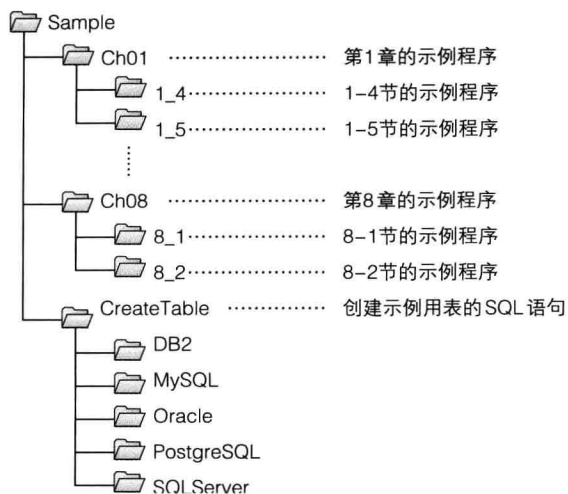 Sample
Ch01 ······················ 第1章的示例程序
1_4 ···················· 1-4节的示例程序
1_5 ···················· 1-5节的示例程序
Ch08 ······················ 第8章的示例程序
8_1 ···················· 8-1节的示例程序
8_2 ···················· 8-2节的示例程序
CreateTable ·············· 创建示例用表的SQL语句
DB2
MySQL
Oracle
PostgreSQL
SQLServer